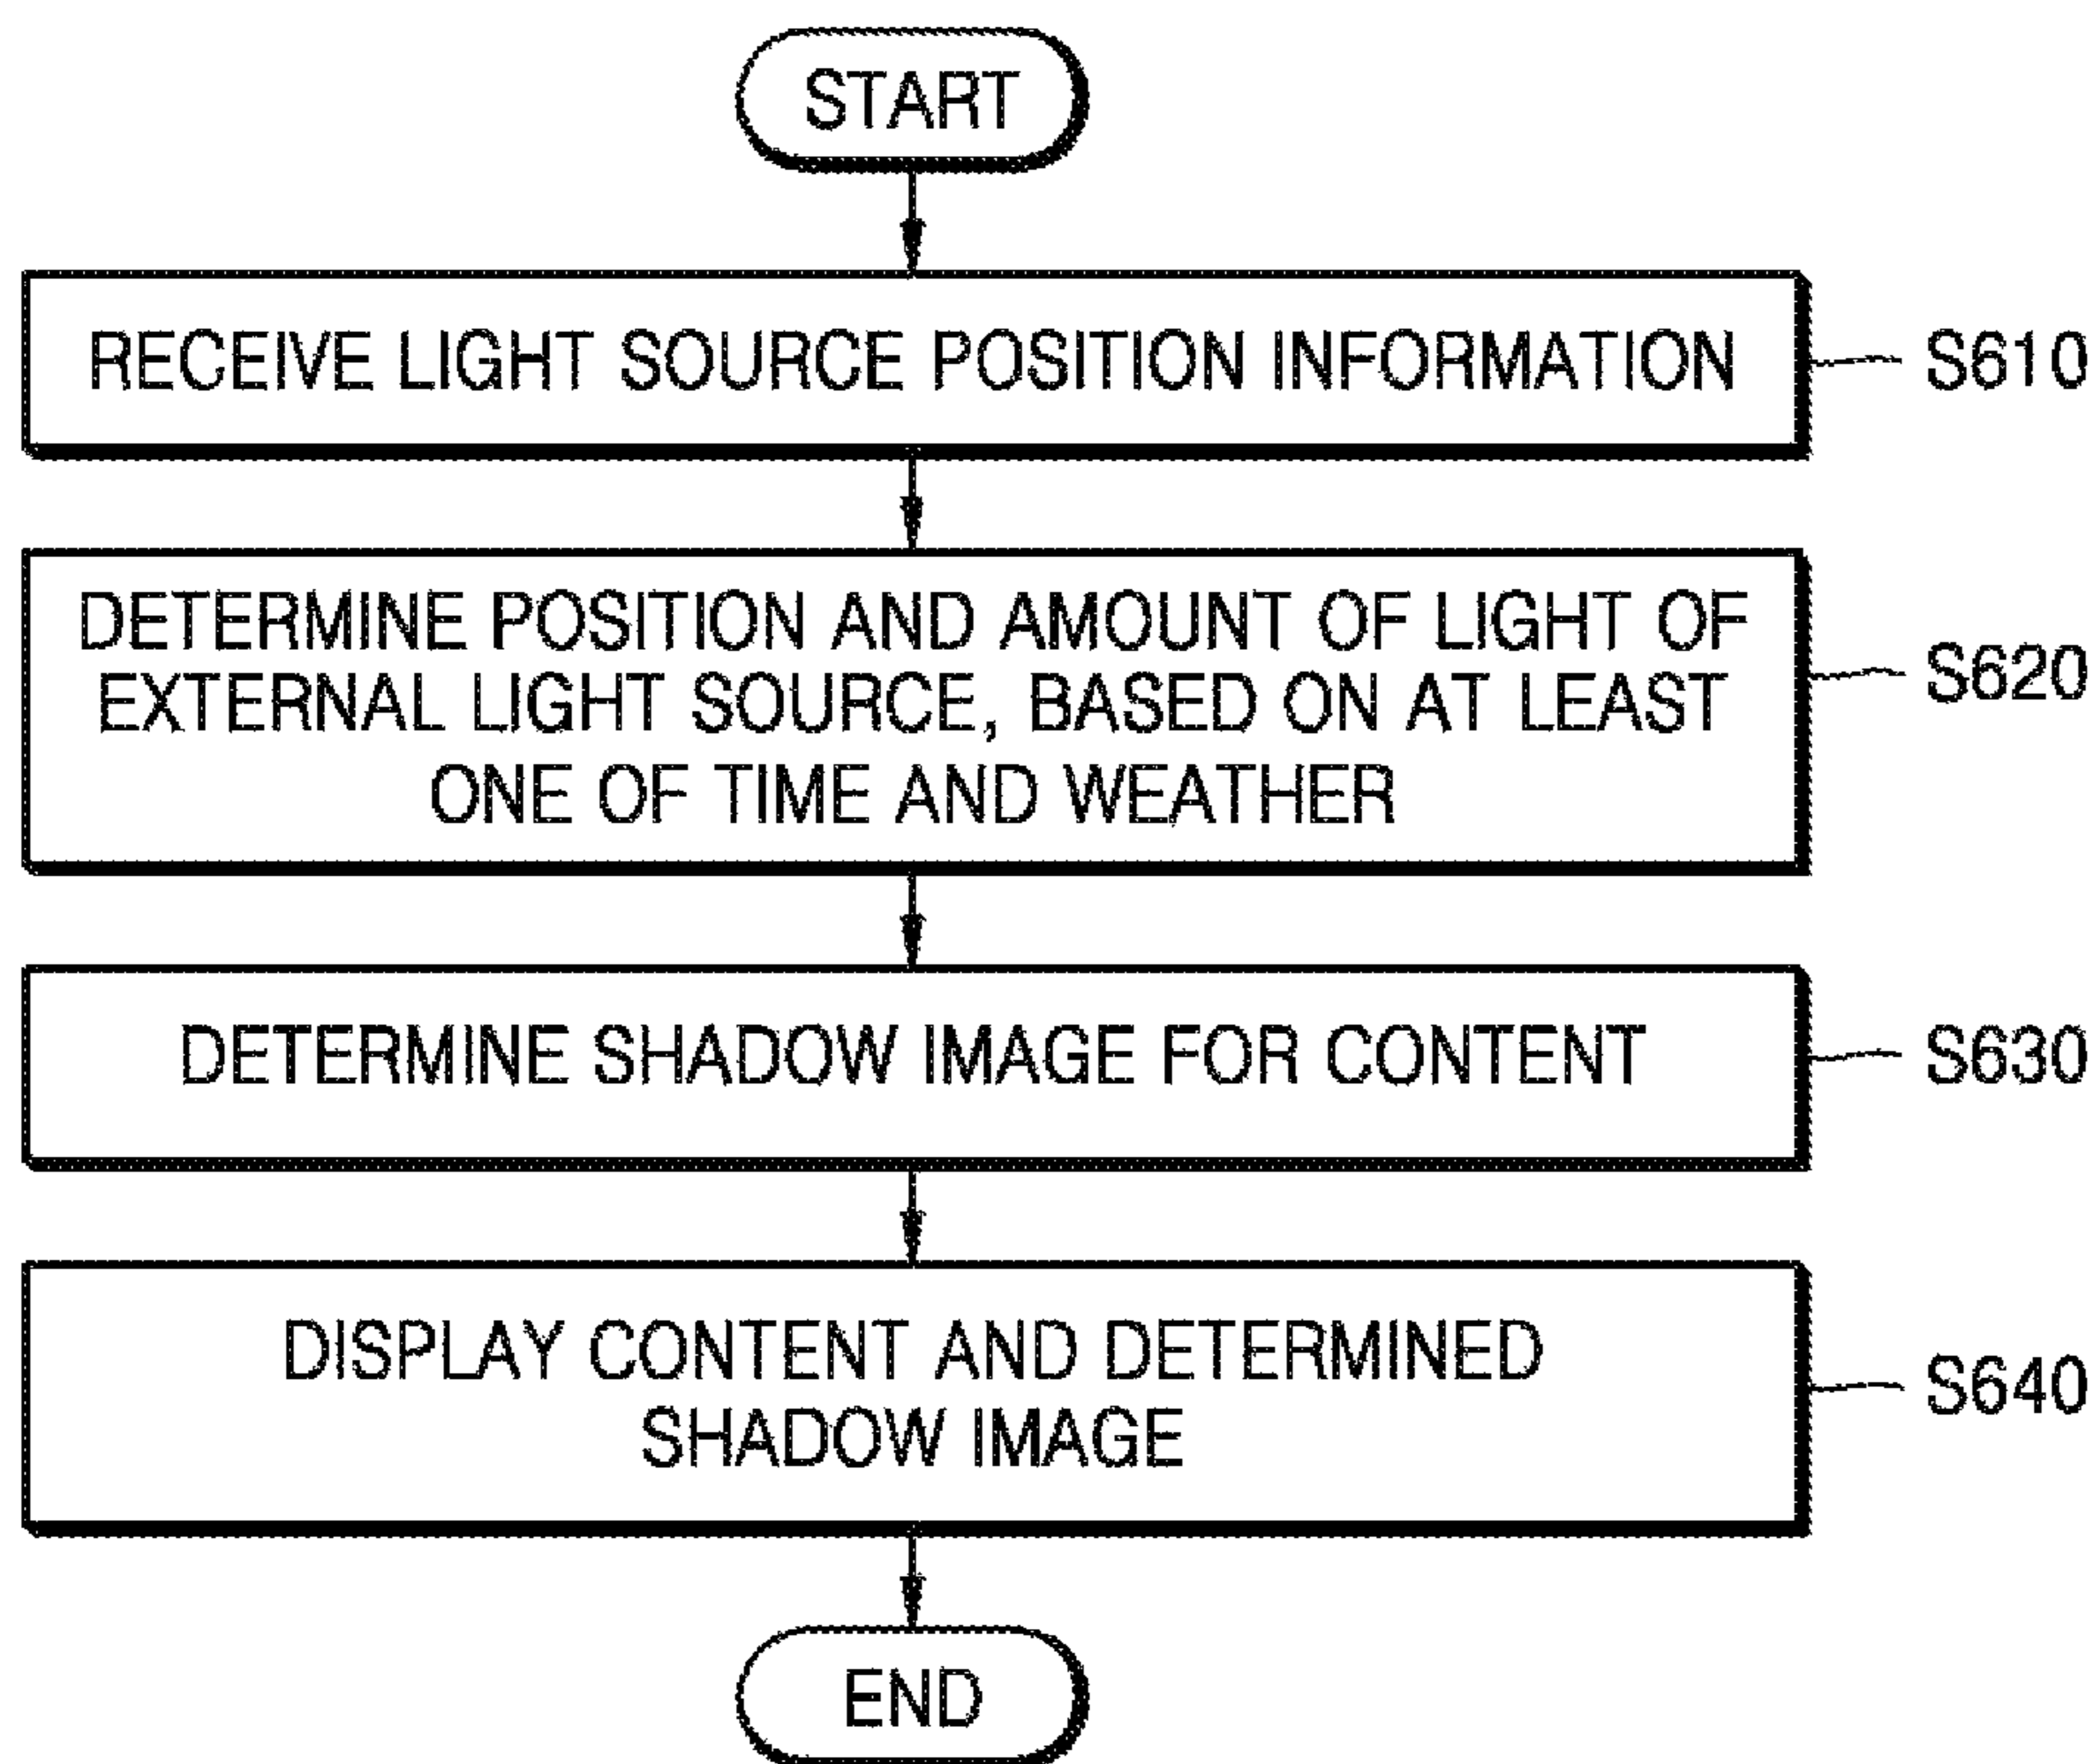 START
RECEIVE LIGHT SOURCE POSITION INFORMATION
S610
DETERMINE POSITION AND AMOUNT OF LIGHT OF
EXTERNAL LIGHT SOURCE, BASED ON AT LEAST
ONE OF TIME AND WEATHER
S620
DETERMINE SHADOW IMAGE FOR CONTENT
S630
DISPLAY CONTENT AND DETERMINED
SHADOW IMAGE
S640
END